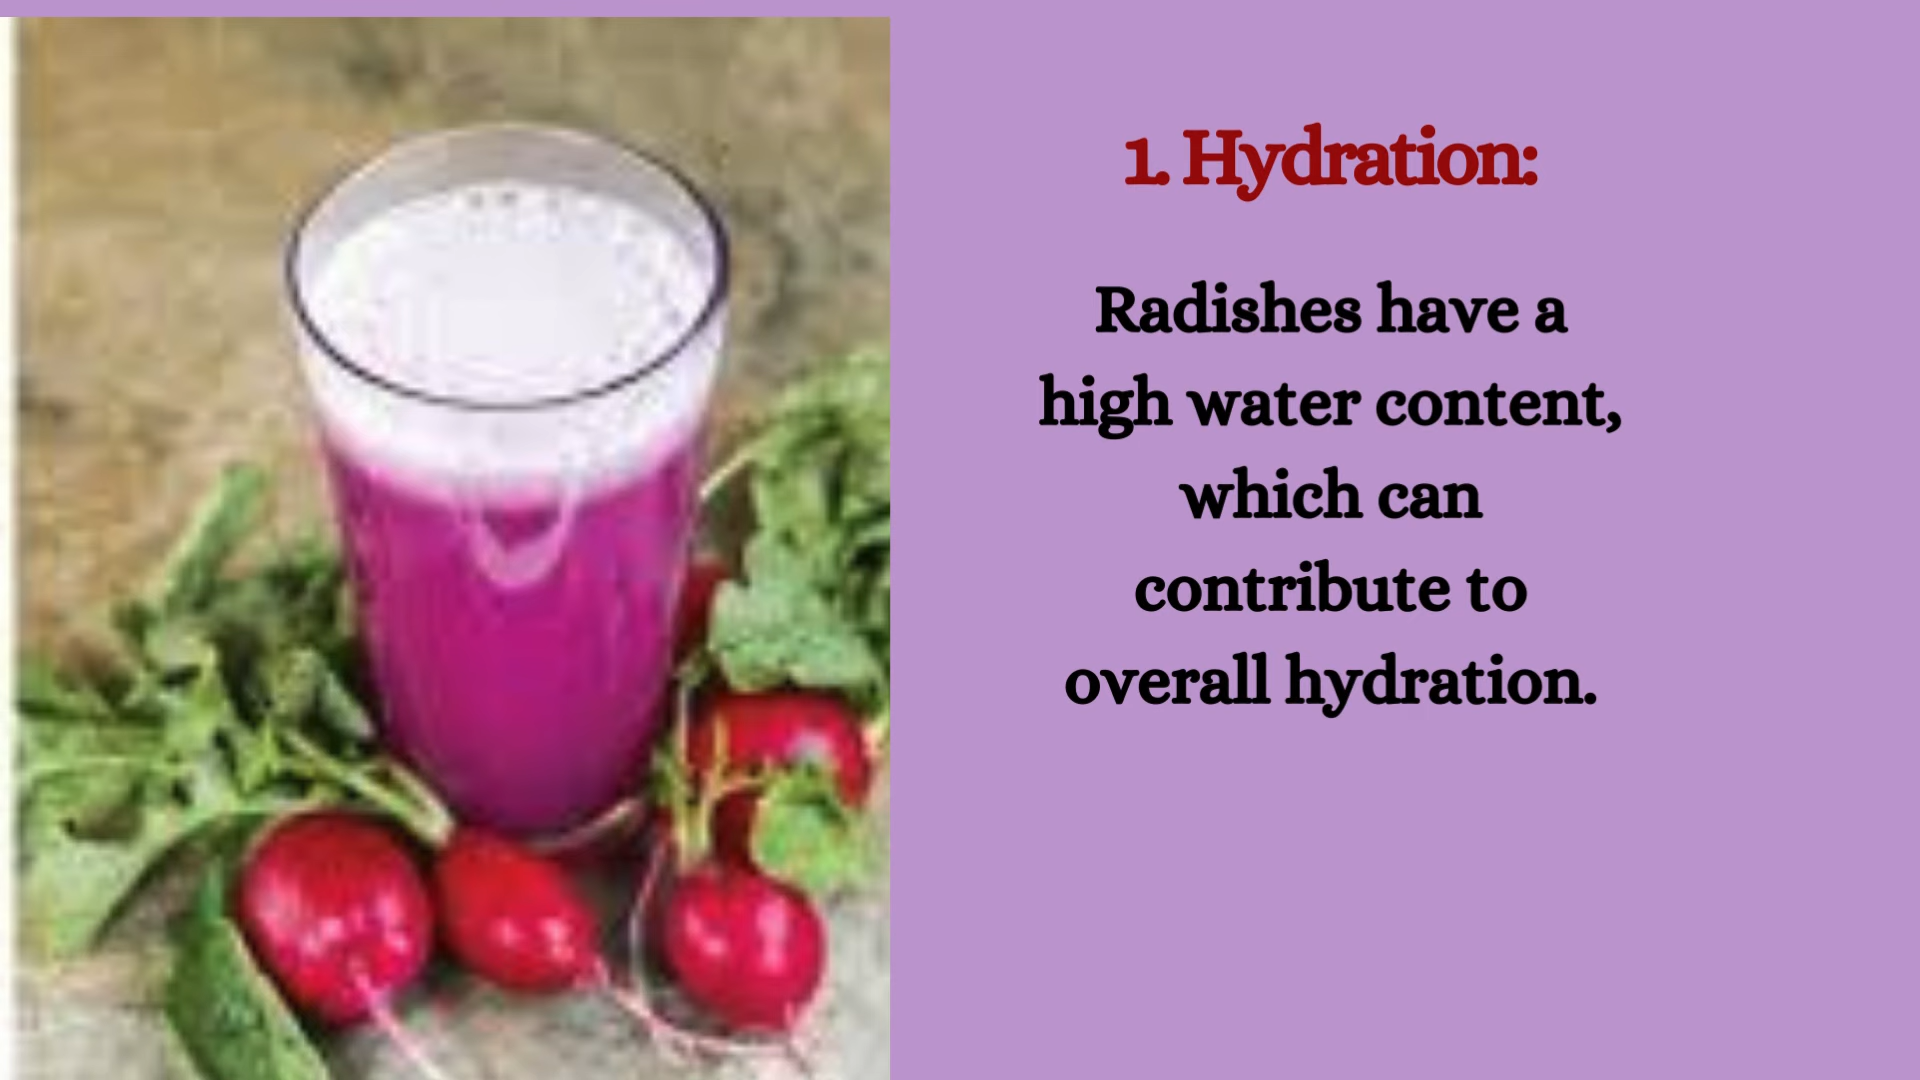 1. Hydration:
Radishes have a
high water content,
which can
contribute to
overall hydration.